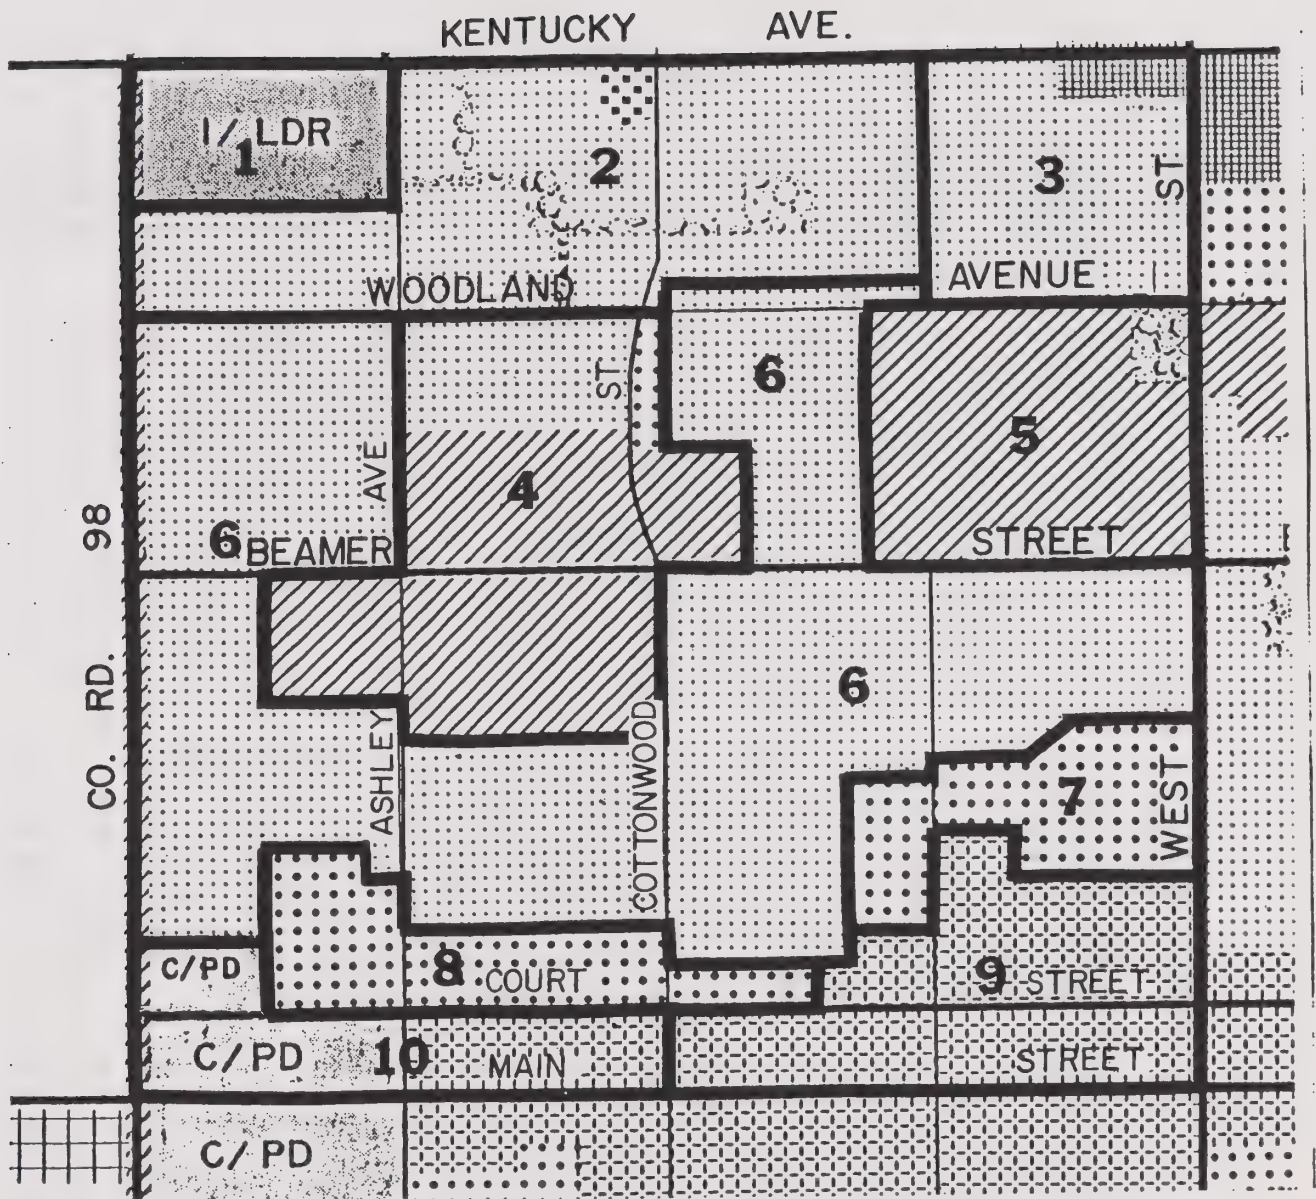 KENTUCKY AVE.
I/LDR
1
2
3
ST
WOODLAND AVENUE
ST
6
5
AVE
4
98
6 BEAMER STREET
CO. RD.
6
ASHLEY
COTTONWOOD
7
WEST
C/PD
8 COURT
9 STREET
C/PD 10 MAIN STREET
C/PD